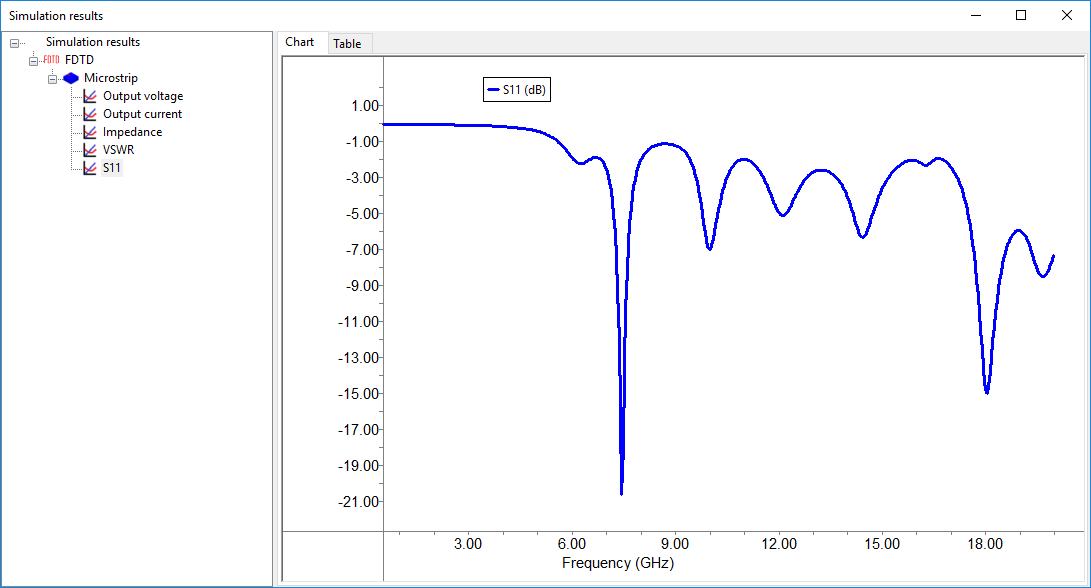 Simulation results
Simulation results
FDTD FDTD
Microstrip
Output voltage
Output current
Impedance
VSWR
S11
Chart Table
S11 (dB)
1.00
-1.00
-3.00
-5.00
-7.00
-9.00
-11.00
-13.00
-15.00
-17.00
-19.00
-21.00
3.00 6.00 9.00 12.00 15.00 18.00
Frequency (GHz)